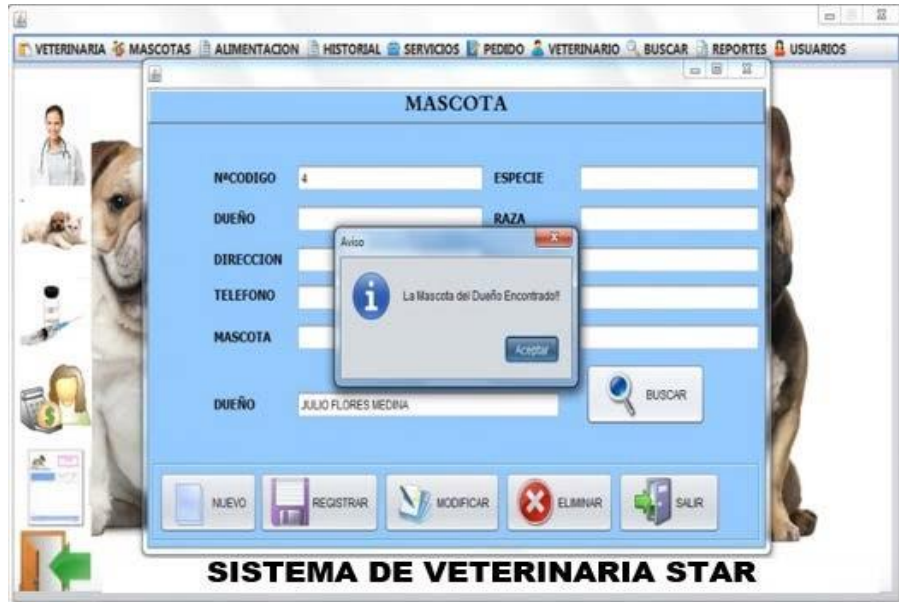 VETERINARIA MASCOTAS ALIMENTACION HISTORIAL SERVICIOS PEDIDO VETERINARIO BUSCAR REPORTES USUARIOS
MASCOTA
NªCODIGO 4 ESPECIE
DUEÑO RAZA
Aviso
DIRECCION
La Mascota del Dueño Encontrado!!
TELEFONO
MASCOTA
Aceptar
DUEÑO JULIO FLORES MEDINA BUSCAR
NUEVO REGISTRAR MODIFICAR ELIMINAR SALIR
SISTEMA DE VETERINARIA STAR